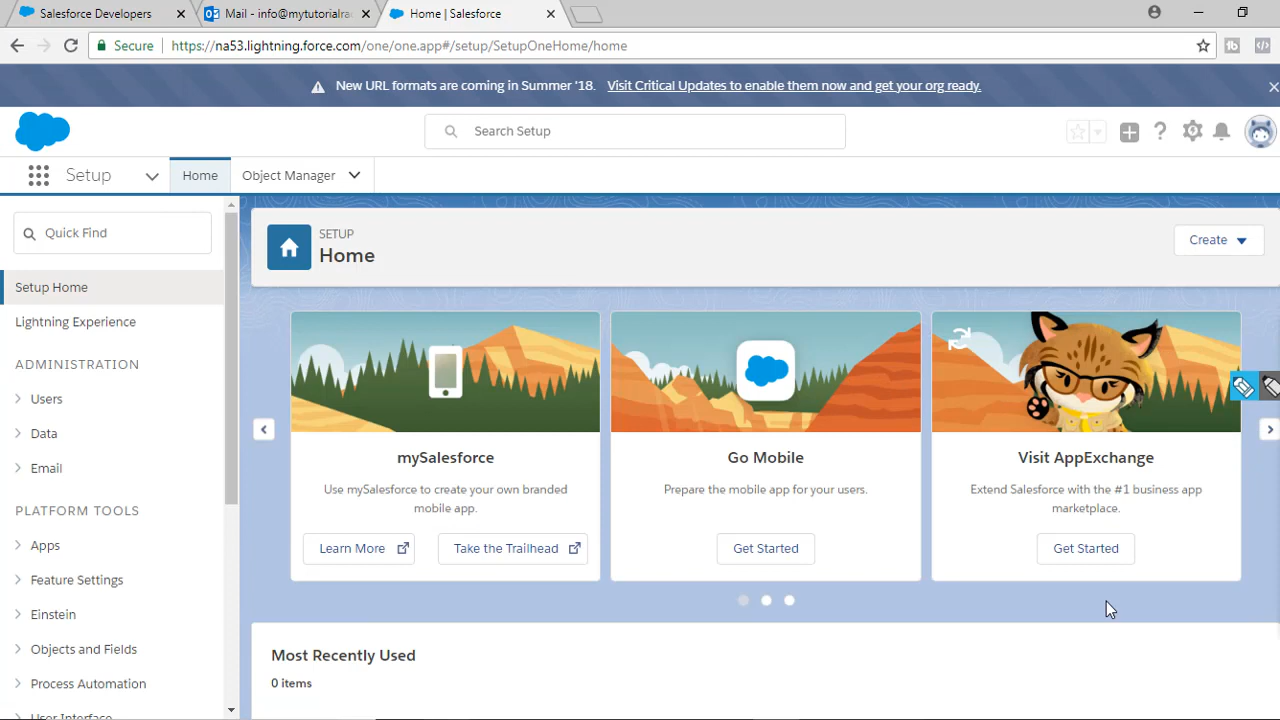 Salesforce Developers
Mail - info@mytutorialra
Home | Salesforce
Secure
https://na53.lightning.force.com/one/one.app#/setup/SetupOneHome/home
New URL formats are coming in Summer '18. Visit Critical Updates to enable them now and get your org ready.
Search Setup
Setup
Home
Object Manager
Quick Find
Setup Home
Lightning Experience
ADMINISTRATION
Users
Data
Email
PLATFORM TOOLS
Apps
Feature Settings
Einstein
Objects and Fields
Process Automation
User Interface
SETUP
Home
Create
mySalesforce
Use mySalesforce to create your own branded
mobile app.
Learn More
Take the Trailhead
Go Mobile
Prepare the mobile app for your users.
Get Started
Visit AppExchange
Extend Salesforce with the #1 business app
marketplace.
Get Started
Most Recently Used
0 items